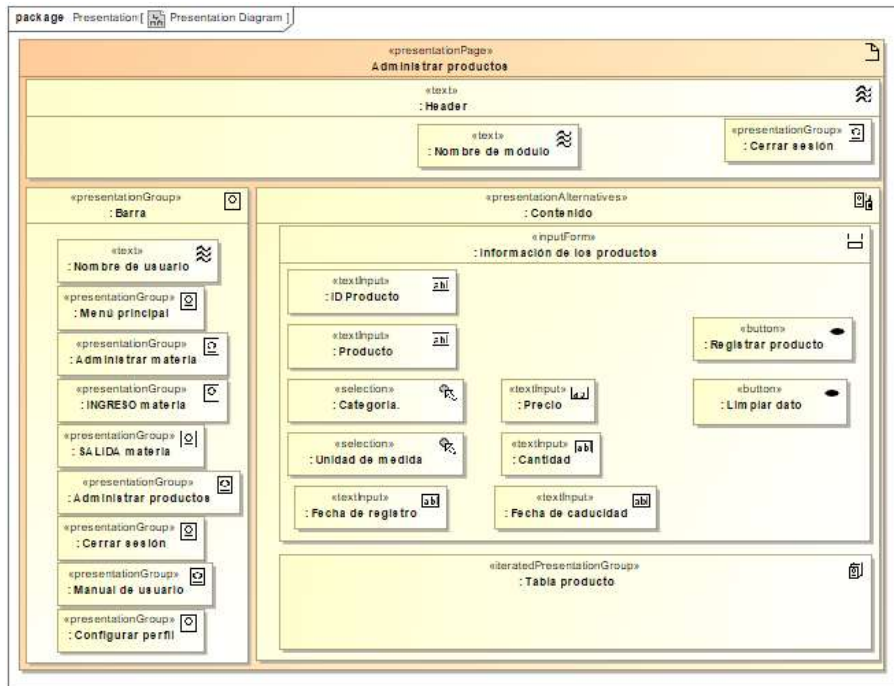 package Presentation [ Presentation Diagram ]
«presentationPage»
Administrar productos
«text»
: Header
«text»
: Nombre de módulo
«presentationGroup»
: Cerrar sesión
«presentationGroup»
: Barra
«text»
: Nombre de usuario
«presentationGroup»
: Menú principal
«presentationGroup»
: Administrar materia
«presentationGroup»
: INGRESO materia
«presentationGroup»
: SALIDA materia
«presentationGroup»
: Administrar productos
«presentationGroup»
: Cerrar sesión
«presentationGroup»
: Manual de usuario
«presentationGroup»
: Configurar perfil
«presentationAlternatives»
: Contenido
«inputForm»
: Información de los productos
«textInput»
: ID Producto
«textInput»
: Producto
«button»
: Registrar producto
«selection»
: Categoria.
«textInput»
: Precio
«button»
: Limpiar dato
«selection»
: Unidad de medida
«textInput»
: Cantidad
«textInput»
: Fecha de registro
«textInput»
: Fecha de caducidad
«iteratedPresentationGroup»
: Tabla producto